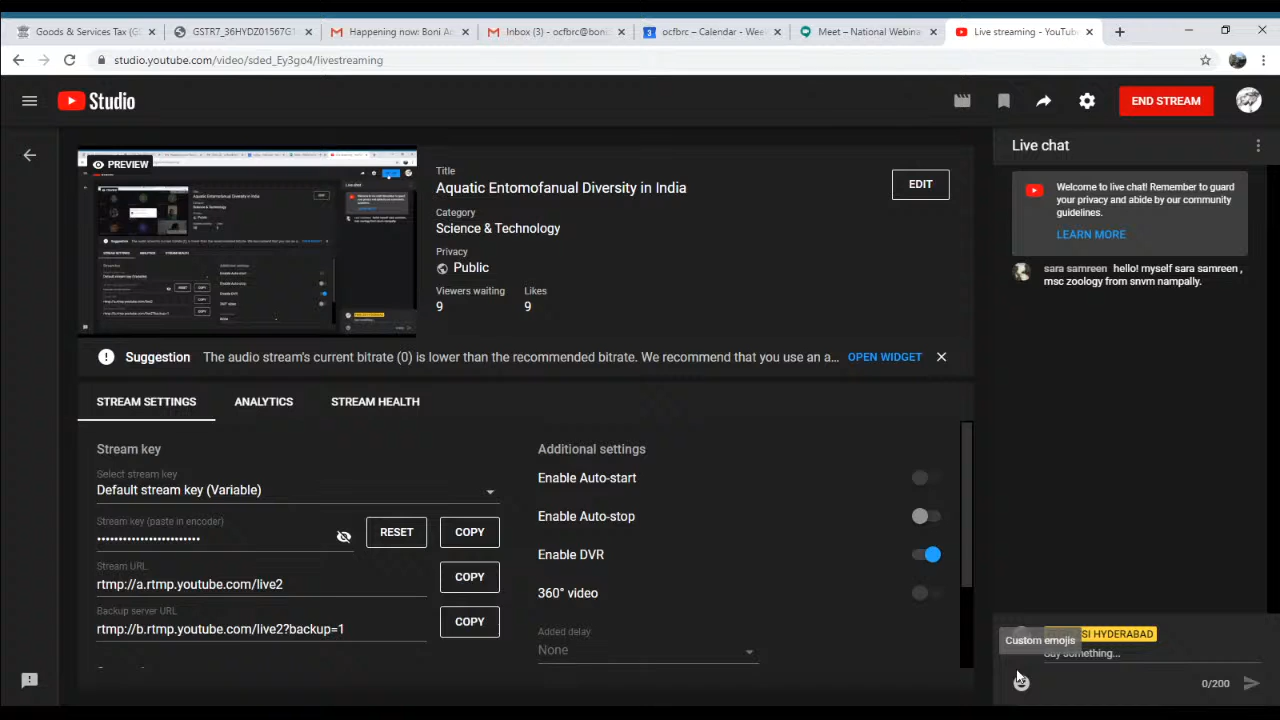 Goods & Services Tax (G
GSTR7_36HYDZ01567G1
Happening now: Boni A
Inbox (3) - ocfbrc@boni
ocfbrc – Calendar - Wee
Meet – National Webina
Live streaming - YouTub
studio.youtube.com/video/sded_Ey3go4/livestreaming
Studio
END STREAM
PREVIEW
Title
Aquatic Entomofanual Diversity in India
EDIT
Category
Science & Technology
Privacy
Public
Viewers waiting
Likes
9
9
Suggestion
The audio stream's current bitrate (0) is lower than the recommended bitrate. We recommend that you use an a...
OPEN WIDGET
STREAM SETTINGS
ANALYTICS
STREAM HEALTH
Stream key
Select stream key
Default stream key (Variable)
Stream key (paste in encoder)
••••••••••••••••••••••••
RESET
COPY
Stream URL
rtmp://a.rtmp.youtube.com/live2
COPY
Backup server URL
rtmp://b.rtmp.youtube.com/live2?backup=1
COPY
Additional settings
Enable Auto-start
Enable Auto-stop
Enable DVR
360° video
Added delay
None
Live chat
Welcome to live chat! Remember to guard
your privacy and abide by our community
guidelines.
LEARN MORE
sara samreen hello! myself sara samreen ,
msc zoology from snvm nampally.
SI HYDERABAD
Custom emojis
Say something...
0/200